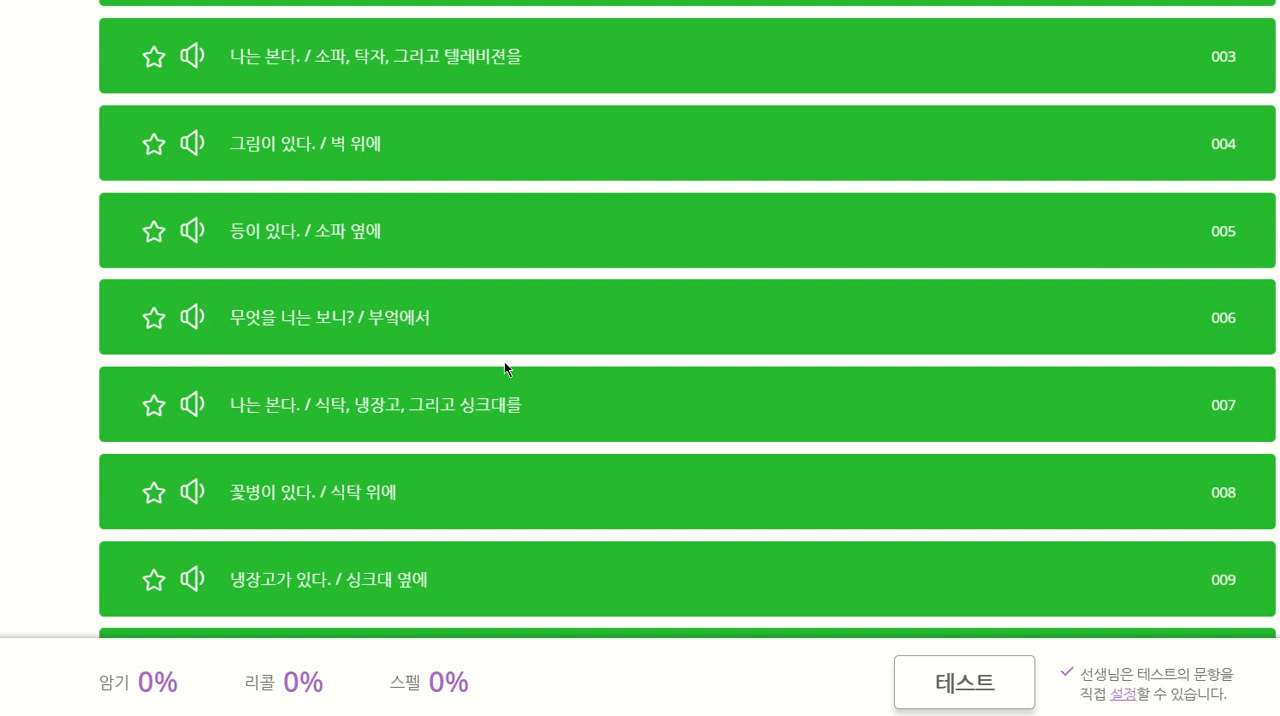 나는 본다. / 소파, 탁자, 그리고 텔레비젼을 003
그림이 있다. / 벽 위에 004
등이 있다. / 소파 옆에 005
무엇을 너는 보니? / 부엌에서 006
나는 본다. / 식탁, 냉장고, 그리고 싱크대를 007
꽃병이 있다. / 식탁 위에 008
냉장고가 있다. / 싱크대 옆에 009
암기 0% 리콜 0% 스펠 0%
테스트
선생님은 테스트의 문항을
직접 설정할 수 있습니다.